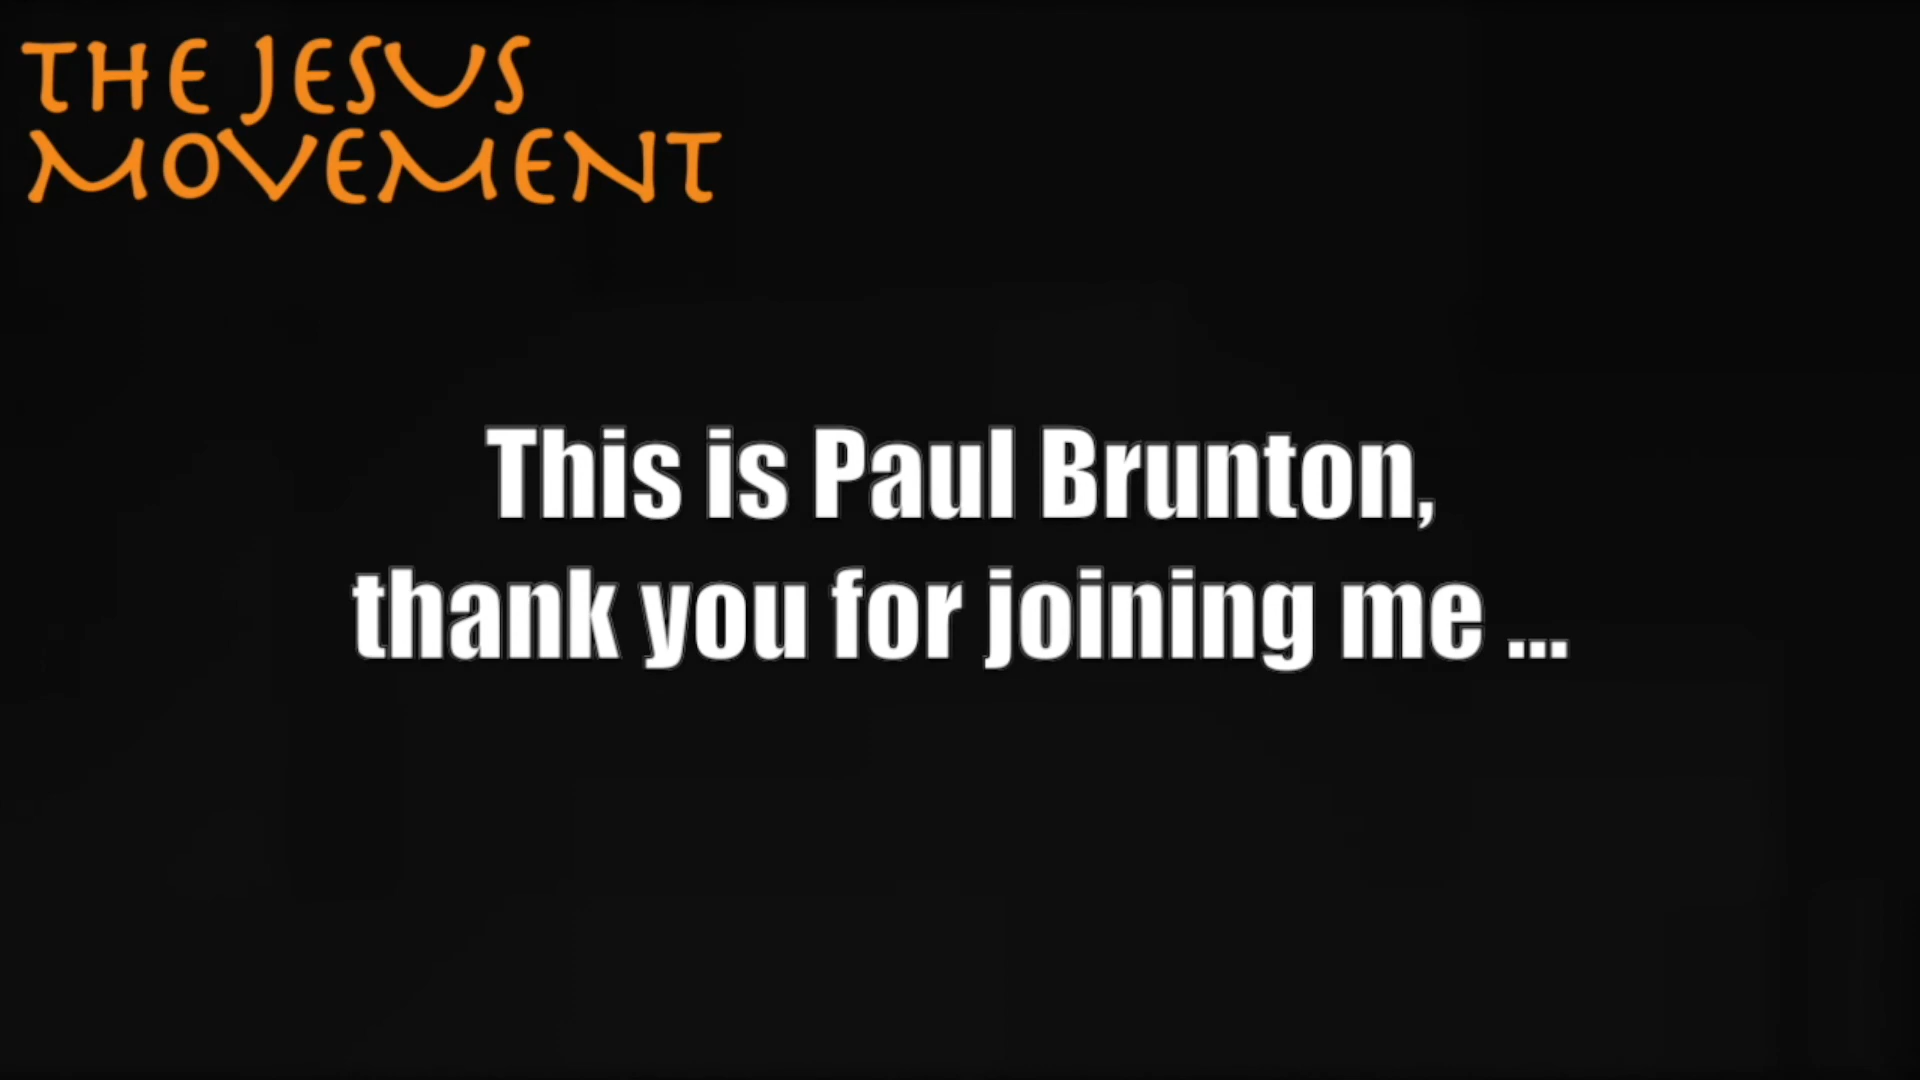 THE JESUS
MOVEMENT
This is Paul Brunton,
thank you for joining me ...